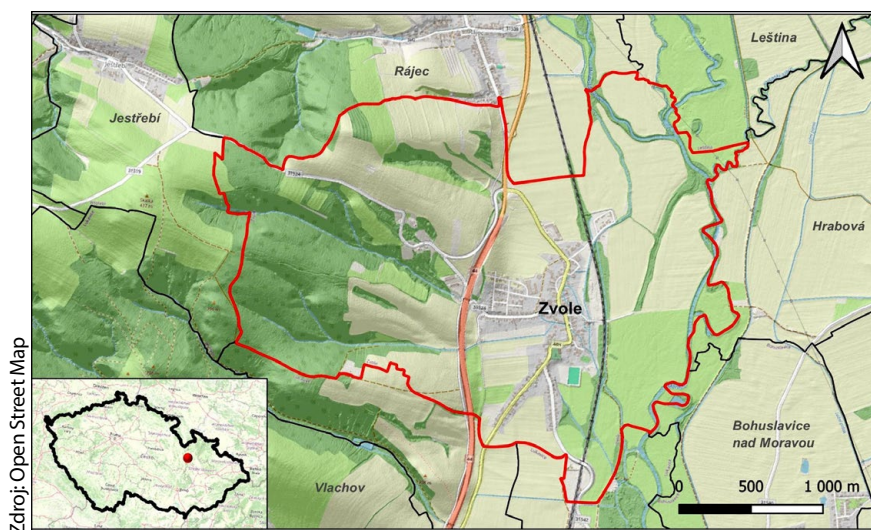 Leština
Rájec
Jestřebí
Hrabová
Zvole
Bohuslavice
nad Moravou
Vlachov
0 500 1 000 m
Zdroj: Open Street Map